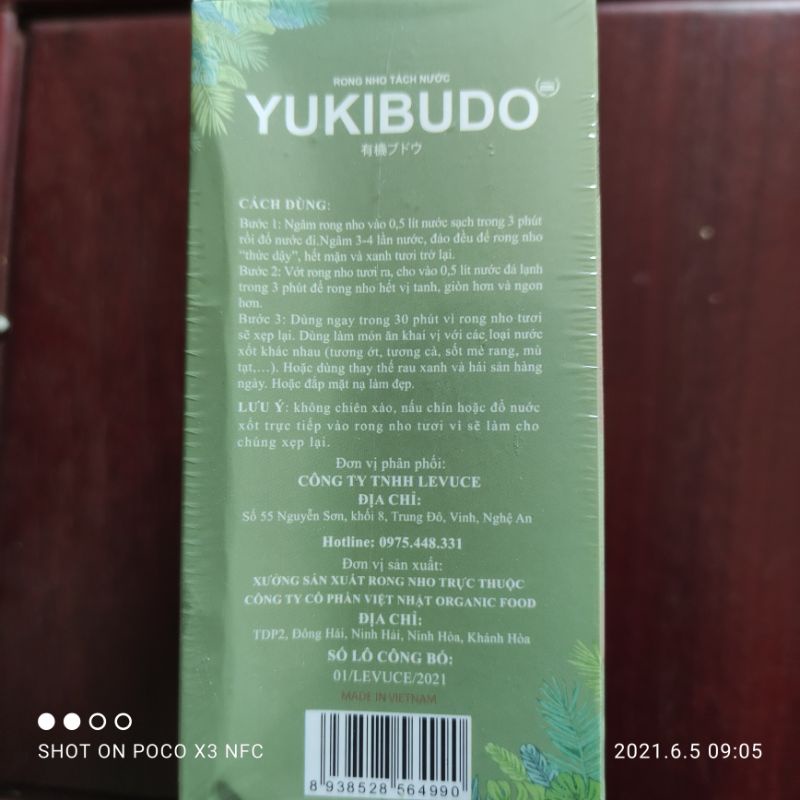 RONG NHO TÁCH NƯỚC
YUKIBUDO
有機ブドウ
CÁCH DÙNG:
Bước 1: Ngâm rong nho vào 0,5 lít nước sạch trong 3 phút
rồi đổ nước đi.Ngâm 3-4 lần nước, đảo đều để rong nho
"thức dậy", hết mặn và xanh tươi trở lại.
Bước 2: Vớt rong nho tươi ra, cho vào 0,5 lít nước đá lạnh
trong 3 phút để rong nho hết vị tanh, giòn hơn và ngon
hơn.
Bước 3: Dùng ngay trong 30 phút vì rong nho tươi
sẽ xẹp lại. Dùng làm món ăn khai vị với các loại nước
xốt khác nhau (tương ớt, tương cà, sốt mè rang, mù
tạt,...). Hoặc dùng thay thế rau xanh và hải sản hàng
ngày. Hoặc đắp mặt nạ làm đẹp.
LƯU Ý: không chiên xào, nấu chín hoặc đổ nước
xốt trực tiếp vào rong nho tươi vì sẽ làm cho
chúng xẹp lại.
Đơn vị phân phối:
CÔNG TY TNHH LEVUCE
ĐỊA CHỈ:
Số 55 Nguyễn Sơn, khối 8, Trung Đô, Vinh, Nghệ An
Hotline: 0975.448.331
Đơn vị sản xuất:
XƯỞNG SẢN XUẤT RONG NHO TRỰC THUỘC
CÔNG TY CỔ PHẦN VIỆT NHẬT ORGANIC FOOD
ĐỊA CHỈ:
TDP2, Đông Hải, Ninh Hải, Ninh Hòa, Khánh Hòa
SỐ LÔ CÔNG BỐ:
01/LEVUCE/2021
MADE IN VIETNAM
8 938528 564990
SHOT ON POCO X3 NFC
2021.6.5 09:05